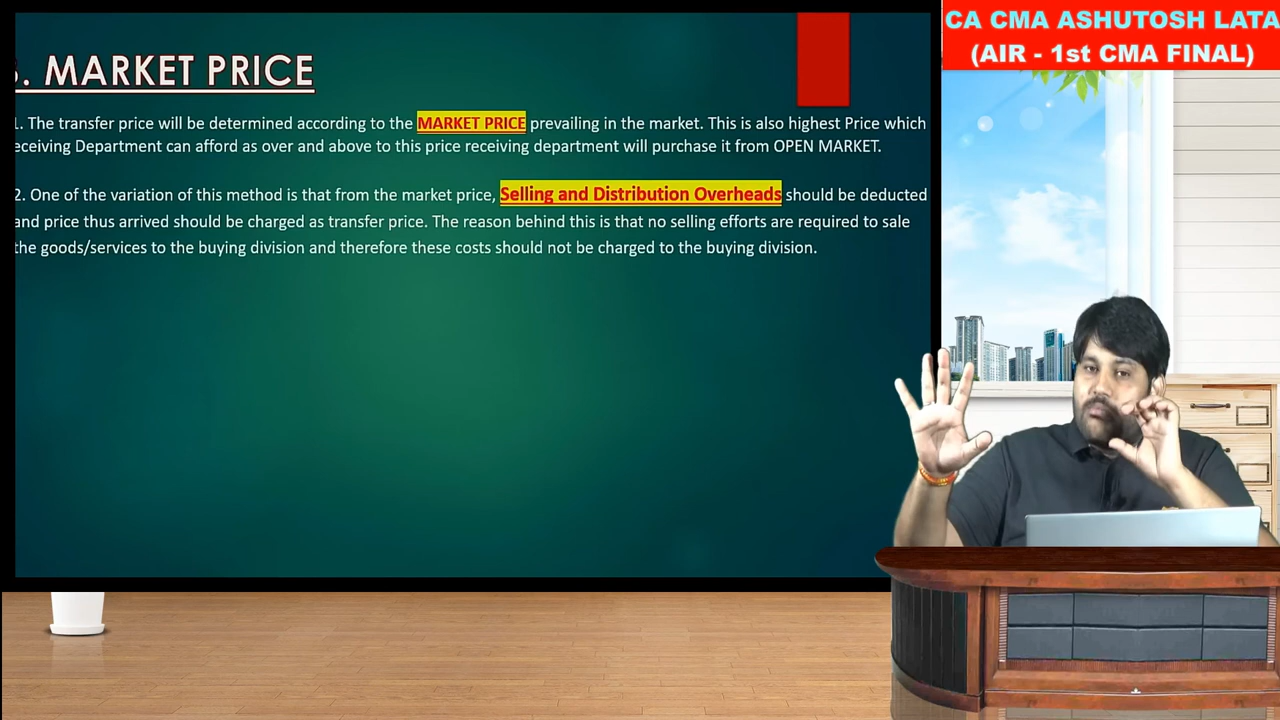 CA CMA ASHUTOSH LATA
(AIR - 1st CMA FINAL)
3. MARKET PRICE
1. The transfer price will be determined according to the MARKET PRICE prevailing in the market. This is also highest Price which
eceiving Department can afford as over and above to this price receiving department will purchase it from OPEN MARKET.
2. One of the variation of this method is that from the market price, Selling and Distribution Overheads should be deducted
and price thus arrived should be charged as transfer price. The reason behind this is that no selling efforts are required to sale
the goods/services to the buying division and therefore these costs should not be charged to the buying division.